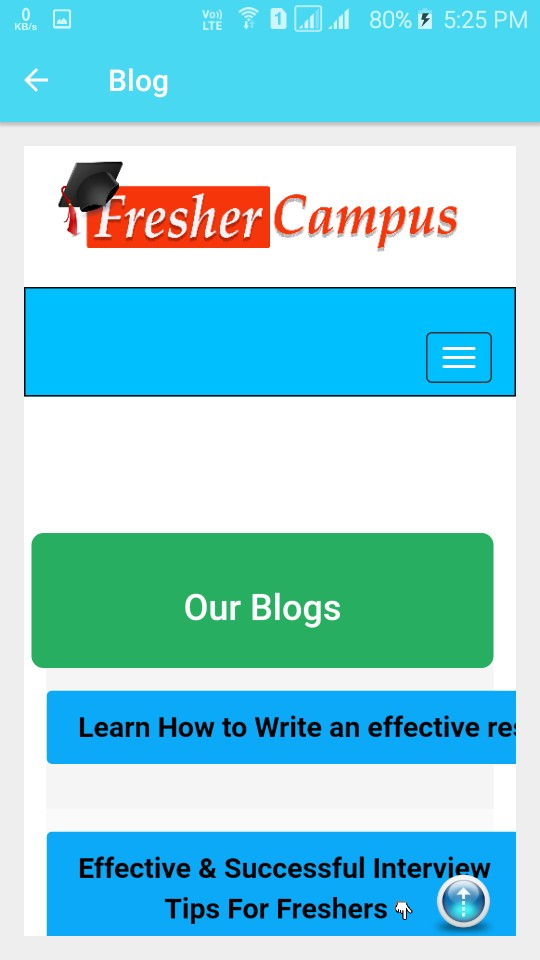 0
KB/s
Vo))
LTE
1
80%
5:25 PM
Blog
Fresher Campus
Our Blogs
Learn How to Write an effective res
Effective & Successful Interview
Tips For Freshers